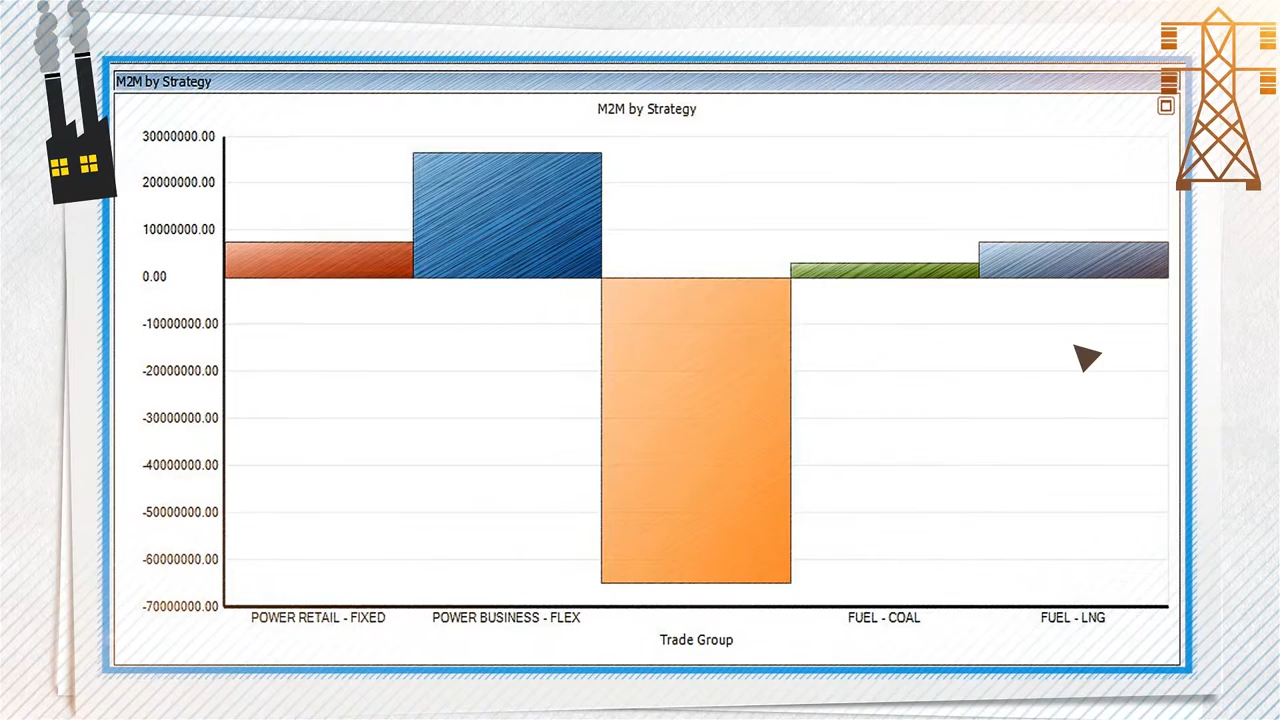 M2M by Strategy
M2M by Strategy
30000000.00
20000000.00
10000000.00
0.00
-10000000.00
-20000000.00
-30000000.00
-40000000.00
-50000000.00
-60000000.00
-70000000.00
POWER RETAIL - FIXED POWER BUSINESS - FLEX FUEL - COAL FUEL - LNG
Trade Group